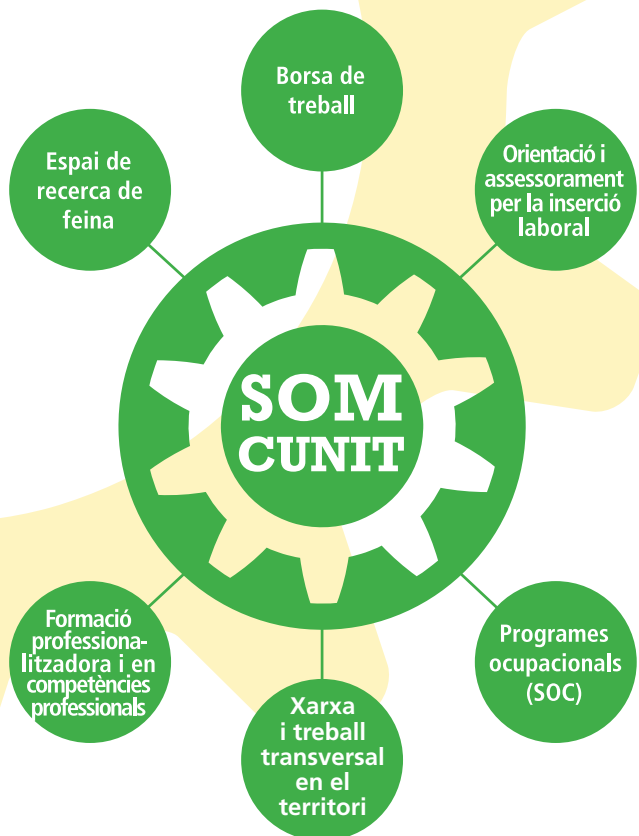 Borsa de
treball
Espai de
recerca de
feina
Orientació i
assessorament
per la inserció
laboral
SOM
CUNIT
Formació
professiona-
litzadora i en
competències
professionals
Programes
ocupacionals
(SOC)
Xarxa
i treball
transversal
en el
territori